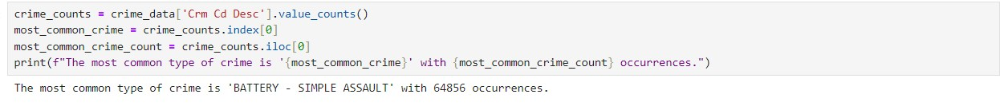 crime_counts = crime_data['Crm Cd Desc'].value_counts()
most_common_crime = crime_counts.index[0]
most_common_crime_count = crime_counts.iloc[0]
print(f"The most common type of crime is '{most_common_crime}' with {most_common_crime_count} occurrences.")
The most common type of crime is 'BATTERY - SIMPLE ASSAULT' with 64856 occurrences.